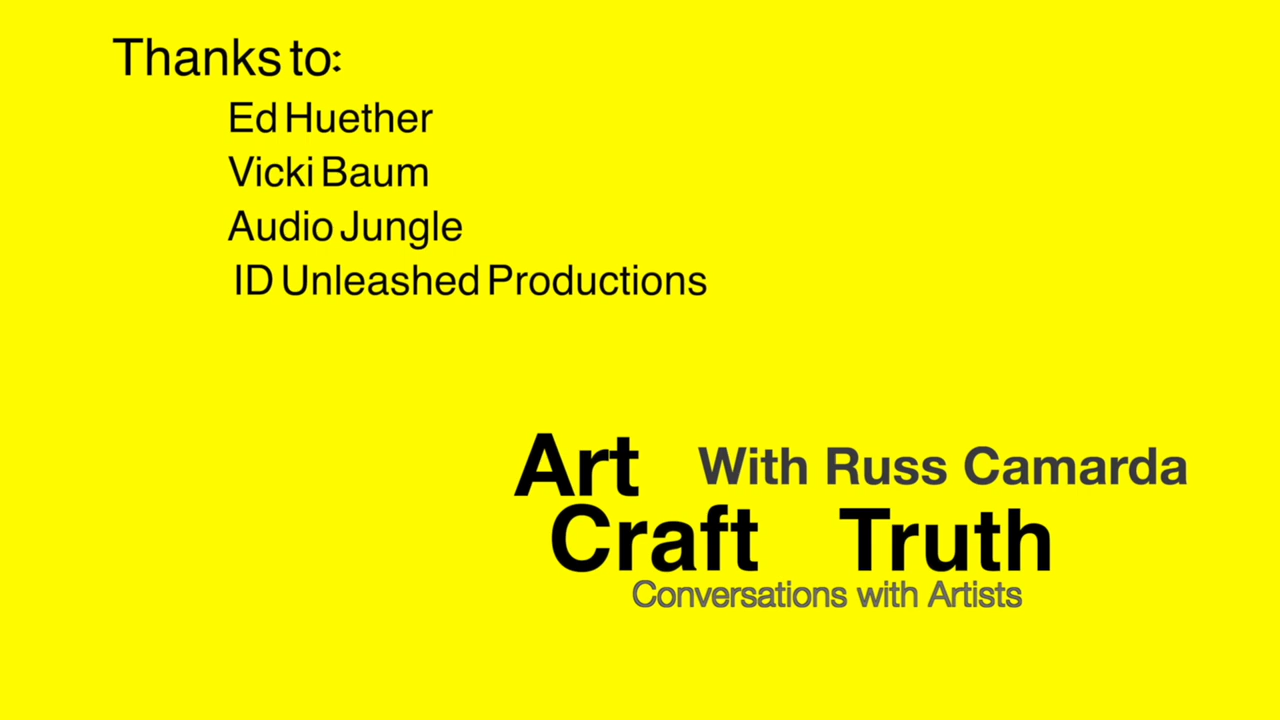 Thanks to:
Ed Huether
Vicki Baum
Audio Jungle
ID Unleashed Productions
Art With Russ Camarda
Craft Truth
Conversations with Artists